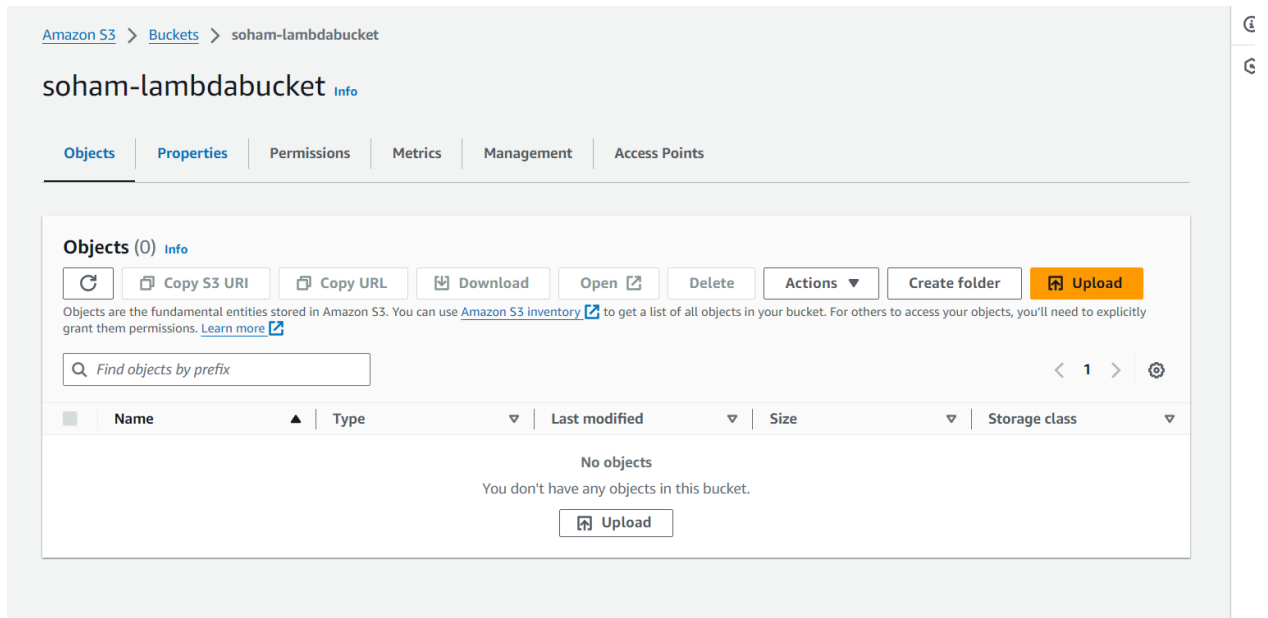 Amazon S3 > Buckets > soham-lambdabucket
soham-lambdabucket Info
Objects Properties Permissions Metrics Management Access Points
Objects (0) Info
Copy S3 URI Copy URL Download Open Delete Actions Create folder Upload
Objects are the fundamental entities stored in Amazon S3. You can use Amazon S3 inventory to get a list of all objects in your bucket. For others to access your objects, you'll need to explicitly
grant them permissions. Learn more
Find objects by prefix 1
Name Type Last modified Size Storage class
No objects
You don't have any objects in this bucket.
Upload